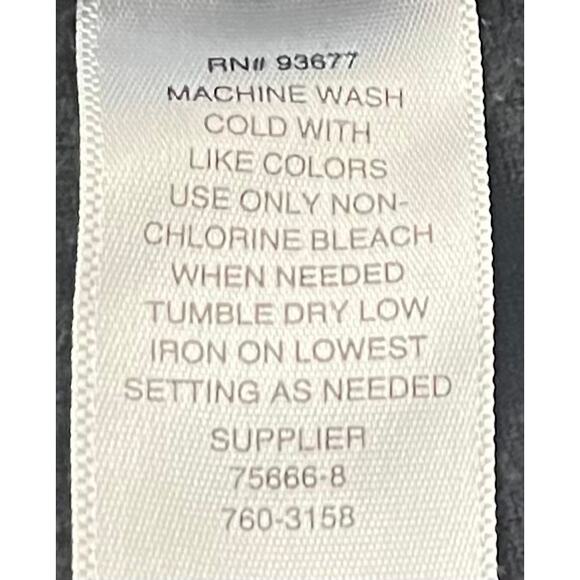 RN# 93677
MACHINE WASH
COLD WITH
LIKE COLORS
USE ONLY NON-
CHLORINE BLEACH
WHEN NEEDED
TUMBLE DRY LOW
IRON ON LOWEST
SETTING AS NEEDED
SUPPLIER
75666-8
760-3158